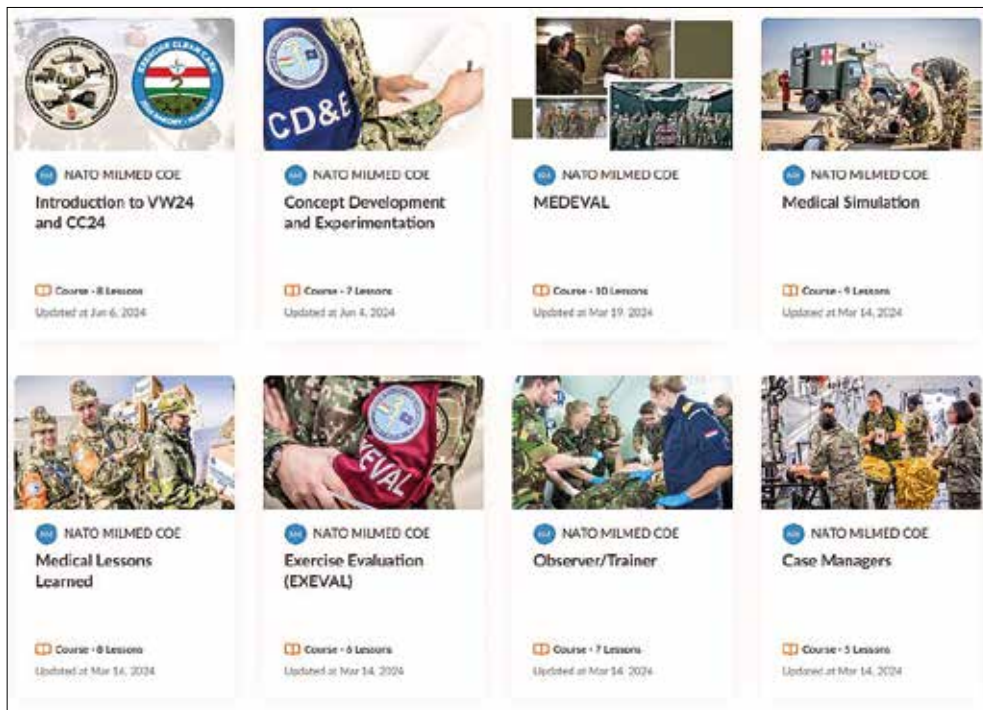 EXERCISE CLEAN CARE
CD&E
NATO MILMED COE
Introduction to VW24
and CC24
Course - 8 Lessons
Updated at Jun 6, 2024
NATO MILMED COE
Concept Development
and Experimentation
Course - 7 Lessons
Updated at Jun 4, 2024
NATO MILMED COE
MEDEVAL
Course - 10 Lessons
Updated at Mar 19, 2024
NATO MILMED COE
Medical Simulation
Course - 9 Lessons
Updated at Mar 14, 2024
EXEVAL
NATO MILMED COE
Medical Lessons
Learned
Course - 8 Lessons
Updated at Mar 14, 2024
NATO MILMED COE
Exercise Evaluation
(EXEVAL)
Course - 6 Lessons
Updated at Mar 14, 2024
NATO MILMED COE
Observer/Trainer
Course - 7 Lessons
Updated at Mar 14, 2024
NATO MILMED COE
Case Managers
Course - 5 Lessons
Updated at Mar 14, 2024